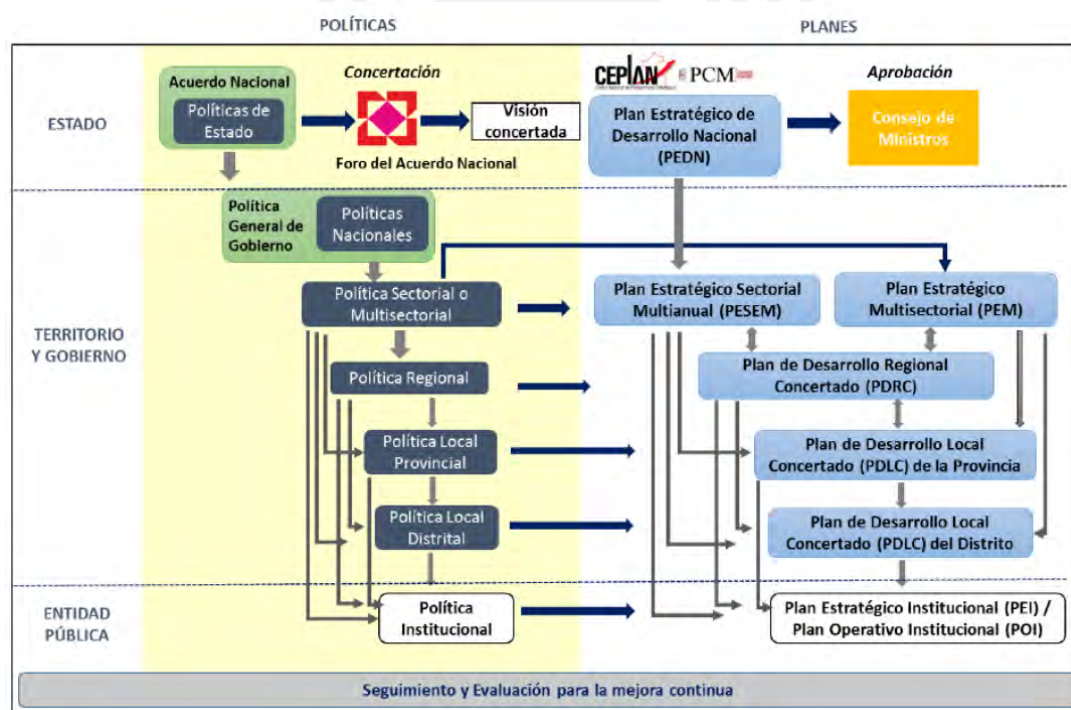 POLÍTICAS
PLANES
ESTADO
Acuerdo Nacional
Políticas de
Estado
Concertación
Foro del Acuerdo Nacional
Visión
concertada
CEPLAN
PCM
Plan Estratégico de
Desarrollo Nacional
(PEDN)
Aprobación
Consejo de
Ministros
TERRITORIO
Y GOBIERNO
Política
General de
Gobierno
Políticas
Nacionales
Política Sectorial o
Multisectorial
Plan Estratégico Sectorial
Multianual (PESEM)
Plan Estratégico
Multisectorial (PEM)
Política Regional
Plan de Desarrollo Regional
Concertado (PDRC)
Política Local
Provincial
Plan de Desarrollo Local
Concertado (PDLC) de la Provincia
Política Local
Distrital
Plan de Desarrollo Local
Concertado (PDLC) del Distrito
ENTIDAD
PÚBLICA
Política
Institucional
Plan Estratégico Institucional (PEI) /
Plan Operativo Institucional (POI)
Seguimiento y Evaluación para la mejora continua